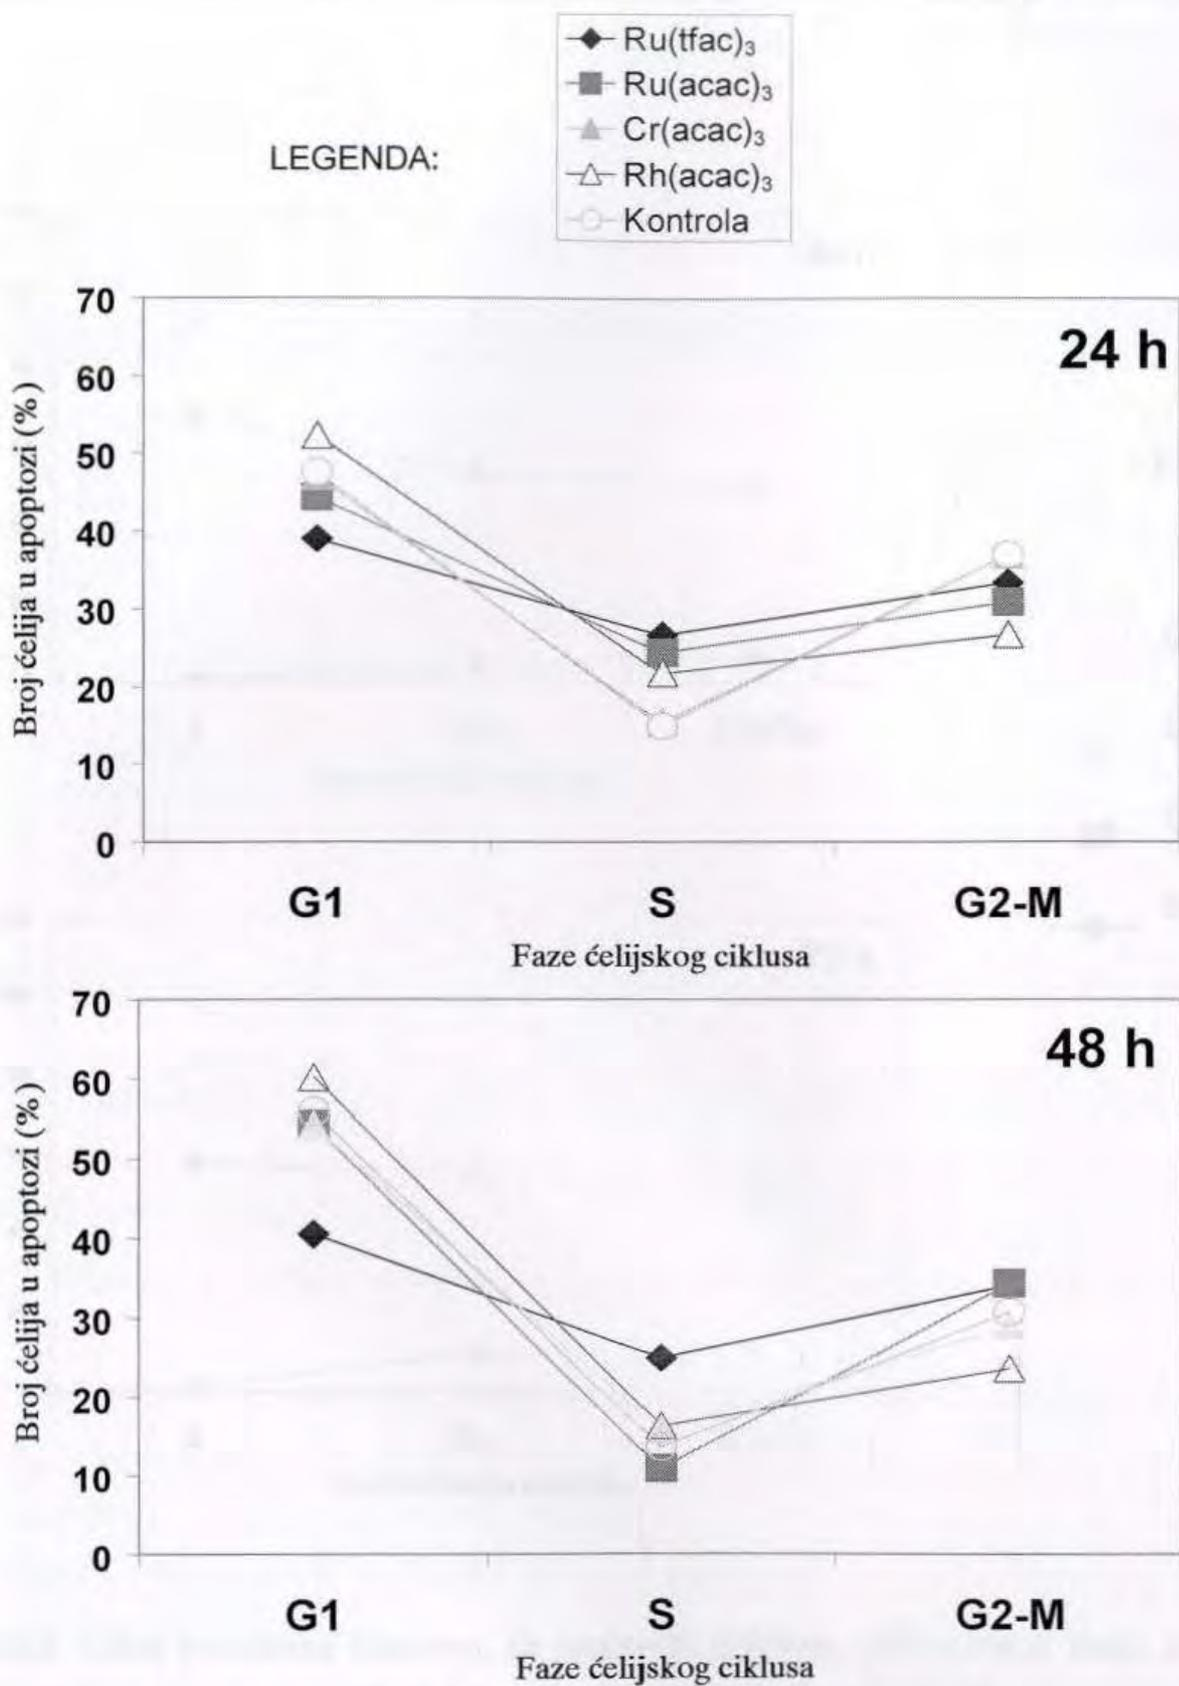 Ru(tfac)₃
Ru(acac)₃
Cr(acac)₃
LEGENDA:
Rh(acac)₃
Kontrola
24 h
Broj ćelija u apoptozi (%)
70
60
50
40
30
20
10
0
G1 S G2-M
Faze ćelijskog ciklusa
48 h
Broj ćelija u apoptozi (%)
70
60
50
40
30
20
10
0
G1 S G2-M
Faze ćelijskog ciklusa